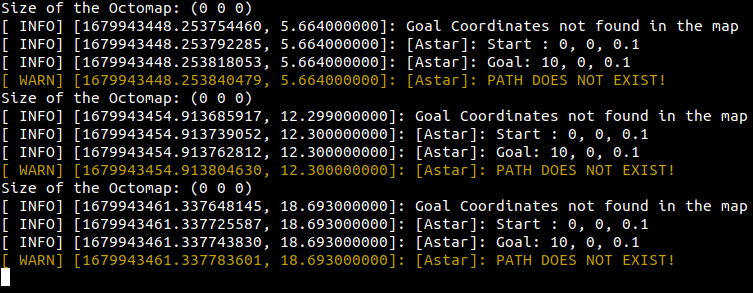 Size of the Octomap: (0 0 0)
[ INFO] [1679943448.253754460, 5.664000000]: Goal Coordinates not found in the map
[ INFO] [1679943448.253792285, 5.664000000]: [Astar]: Start : 0, 0, 0.1
[ INFO] [1679943448.253818053, 5.664000000]: [Astar]: Goal: 10, 0, 0.1
[ WARN] [1679943448.253840479, 5.664000000]: [Astar]: PATH DOES NOT EXIST!
Size of the Octomap: (0 0 0)
[ INFO] [1679943454.913685917, 12.299000000]: Goal Coordinates not found in the map
[ INFO] [1679943454.913739052, 12.300000000]: [Astar]: Start : 0, 0, 0.1
[ INFO] [1679943454.913762812, 12.300000000]: [Astar]: Goal: 10, 0, 0.1
[ WARN] [1679943454.913804630, 12.300000000]: [Astar]: PATH DOES NOT EXIST!
Size of the Octomap: (0 0 0)
[ INFO] [1679943461.337648145, 18.693000000]: Goal Coordinates not found in the map
[ INFO] [1679943461.337725587, 18.693000000]: [Astar]: Start : 0, 0, 0.1
[ INFO] [1679943461.337743830, 18.693000000]: [Astar]: Goal: 10, 0, 0.1
[ WARN] [1679943461.337783601, 18.693000000]: [Astar]: PATH DOES NOT EXIST!